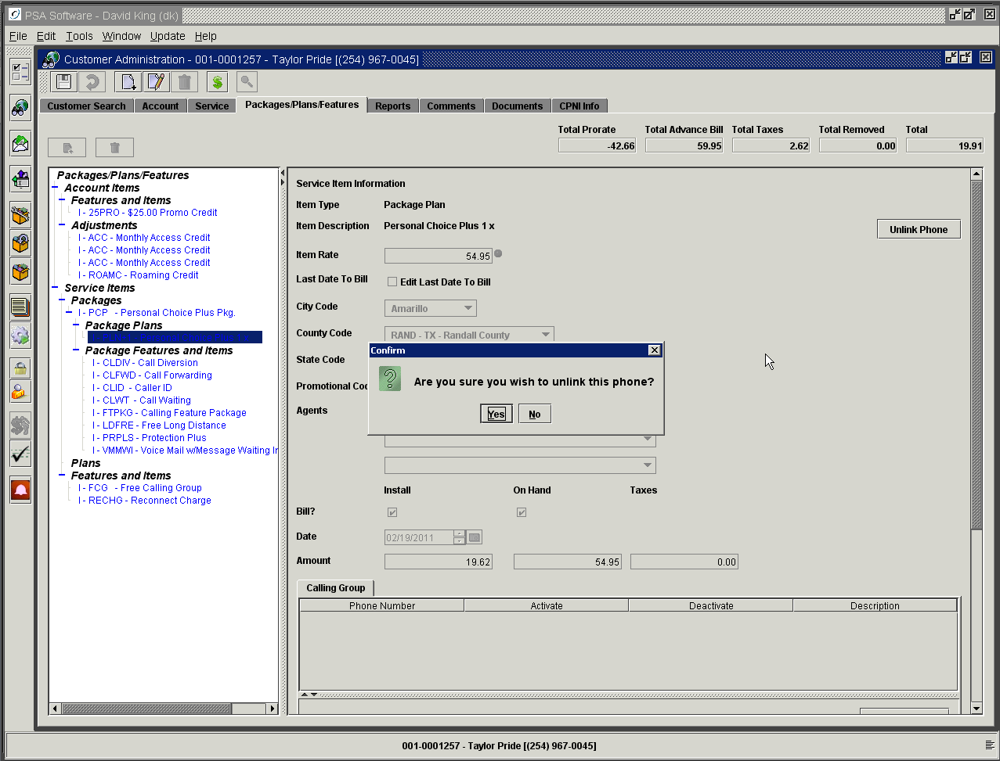 PSA Software - David King (dk)
File Edit Tools Window Update Help
Customer Administration - 001-0001257 - Taylor Pride [(254) 967-0045]
Customer Search Account Service Packages/Plans/Features Reports Comments Documents CPNI Info
Total Prorate Total Advance Bill Total Taxes Total Removed Total
-42.66 59.95 2.62 0.00 19.91
Packages/Plans/Features
Account Items
Features and Items
I - 25PRO - $25.00 Promo Credit
Adjustments
I - ACC - Monthly Access Credit
I - ACC - Monthly Access Credit
I - ACC - Monthly Access Credit
I - ROAMC - Roaming Credit
Service Items
Packages
I - PCP - Personal Choice Plus Pkg.
Package Plans
Package Features and Items
I - CLDIV - Call Diversion
I - CLFWD - Call Forwarding
I - CLID - Caller ID
I - CLWT - Call Waiting
I - FTPKG - Calling Feature Package
I - LDFRE - Free Long Distance
I - PRPLS - Protection Plus
I - VMMWI - Voice Mail w/Message Waiting Ir
Plans
Features and Items
I - FCG - Free Calling Group
I - RECHG - Reconnect Charge
Service Item Information
Item Type Package Plan
Item Description Personal Choice Plus 1 x
Unlink Phone
Item Rate 54.95
Last Date To Bill Edit Last Date To Bill
City Code Amarillo
County Code RAND - TX - Randall County
State Code
Promotional Coc
Agents
Confirm
Are you sure you wish to unlink this phone?
Yes No
Install On Hand Taxes
Bill?
Date 02/19/2011
Amount 19.62 54.95 0.00
Calling Group
Phone Number Activate Deactivate Description
001-0001257 - Taylor Pride [(254) 967-0045]